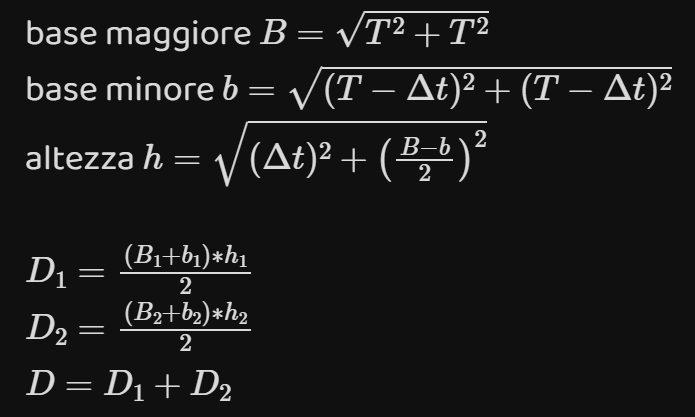 base maggiore B = √(T² + T²)
base minore b = √((T − Δt)² + (T − Δt)²)
altezza h = √((Δt)² + ((B−b)/2)²)
D₁ = ((B₁+b₁)*h₁)/2
D₂ = ((B₂+b₂)*h₂)/2
D = D₁ + D₂